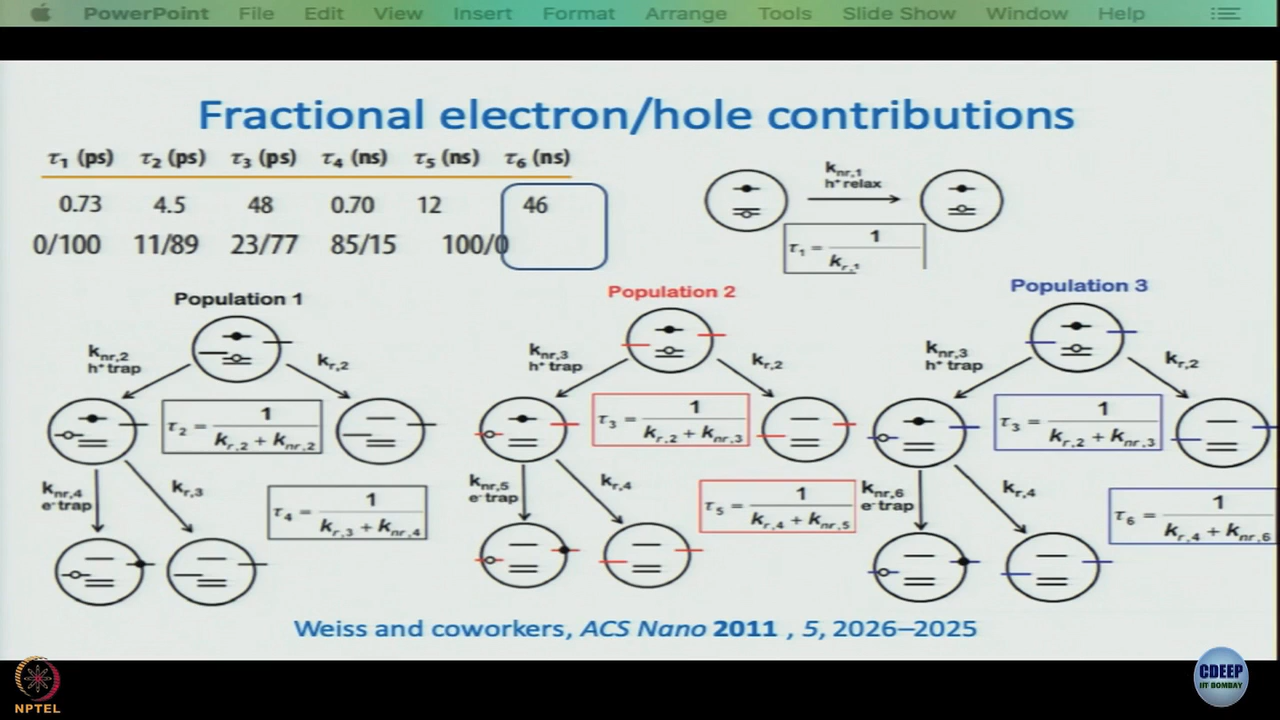 PowerPoint File Edit View Insert Format Arrange Tools Slide Show Window Help
Fractional electron/hole contributions
τ1 (ps) τ2 (ps) τ3 (ps) τ4 (ns) τ5 (ns) τ6 (ns)
0.73 4.5 48 0.70 12 46
0/100 11/89 23/77 85/15 100/0
knr,1
h+ relax
τ1 = 1 / kr,1
Population 1
knr,2
h+ trap
kr,2
τ2 = 1 / kr,2 + knr,2
knr,4
e- trap
kr,3
τ4 = 1 / kr,3 + knr,4
Population 2
knr,3
h+ trap
kr,2
τ3 = 1 / kr,2 + knr,3
knr,5
e- trap
kr,4
τ5 = 1 / kr,4 + knr,5
Population 3
knr,3
h+ trap
kr,2
τ3 = 1 / kr,2 + knr,3
knr,6
e- trap
kr,4
τ6 = 1 / kr,4 + knr,6
Weiss and coworkers, ACS Nano 2011 , 5, 2026–2025
NPTEL
CDEEP
IIT BOMBAY